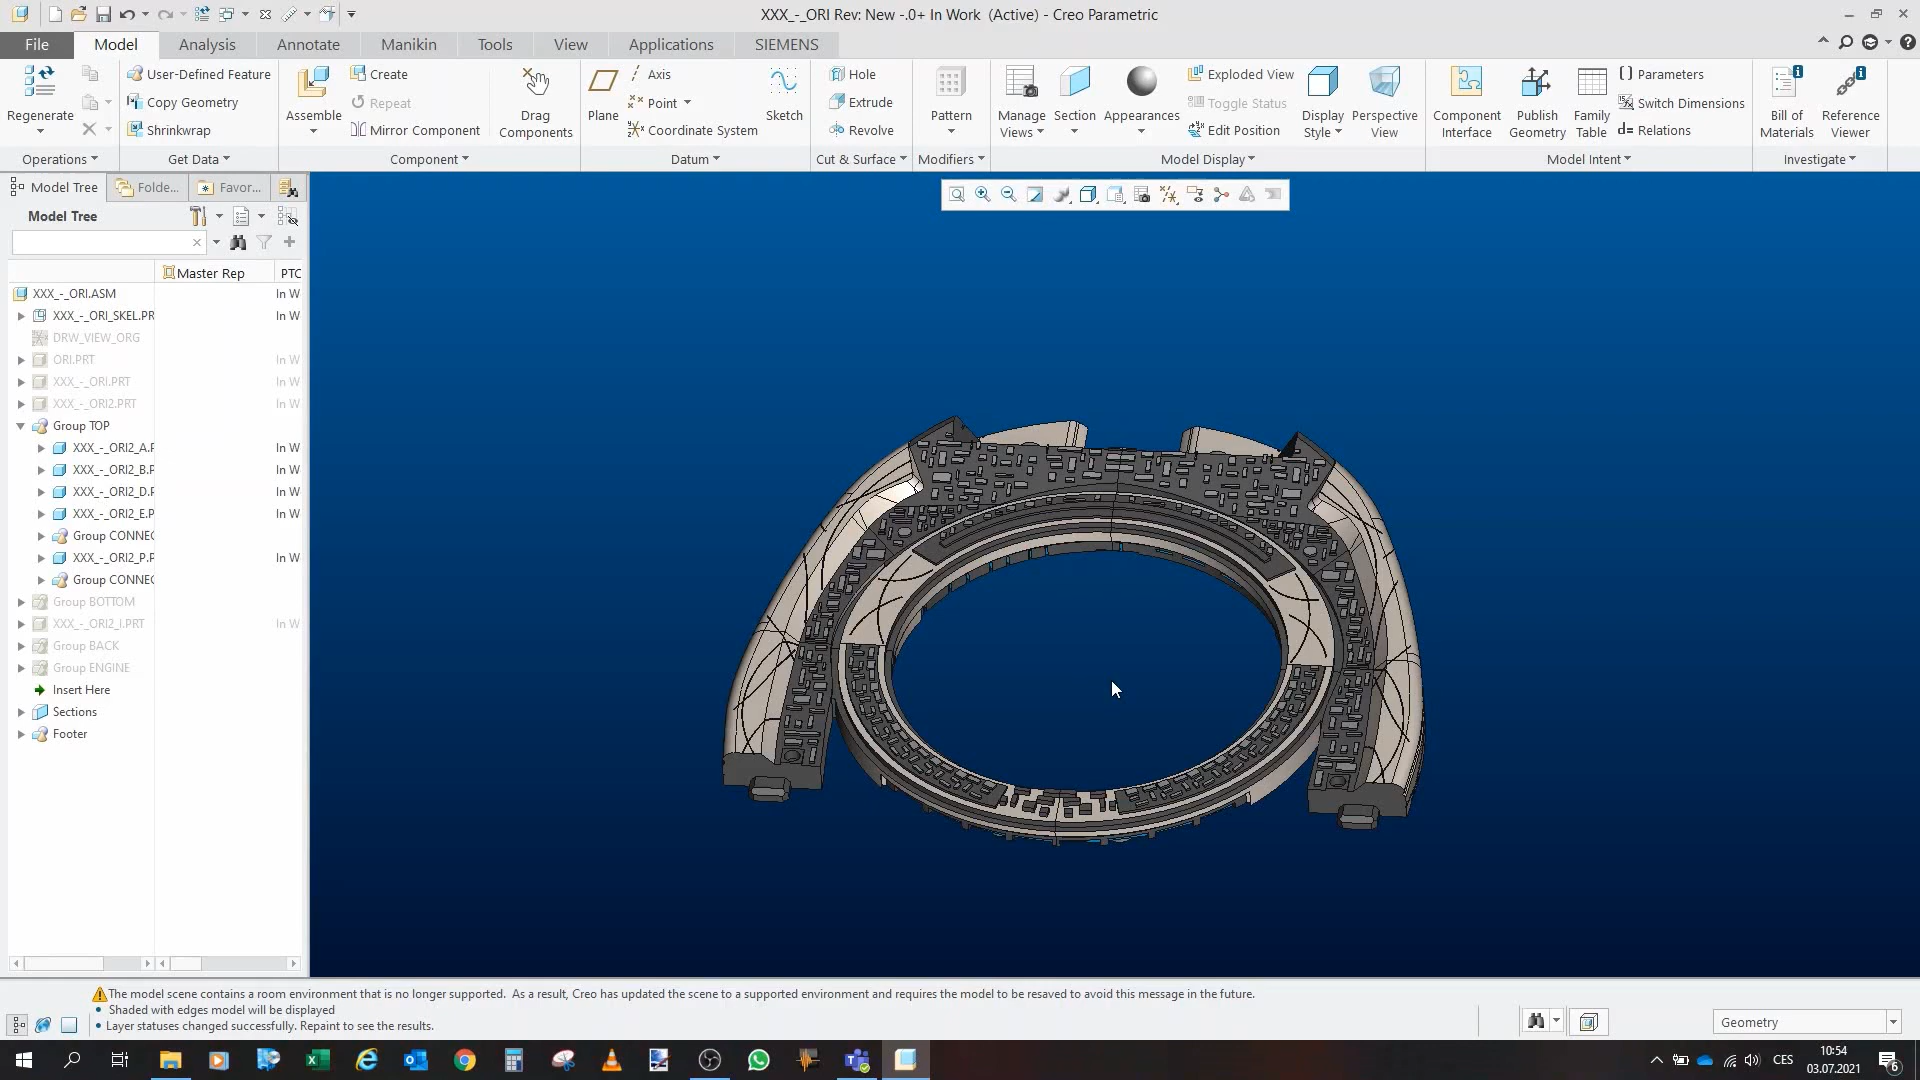 XXX_-_ORI Rev: New -.0+ In Work (Active) - Creo Parametric
File Model Analysis Annotate Manikin Tools View Applications SIEMENS
Regenerate
Operations
User-Defined Feature
Copy Geometry
Shrinkwrap
Get Data
Assemble
Create
Repeat
Mirror Component
Drag
Components
Component
Plane
Axis
Point
Coordinate System
Sketch
Datum
Hole
Extrude
Revolve
Cut & Surface
Pattern
Modifiers
Manage
Views
Section
Appearances
Exploded View
Toggle Status
Edit Position
Display
Style
Perspective
View
Model Display
Component
Interface
Publish
Geometry
Family
Table
Parameters
Switch Dimensions
Relations
Model Intent
Bill of
Materials
Reference
Viewer
Investigate
Model Tree Folde... Favor...
Model Tree
Master Rep PTC
XXX_-_ORI.ASM In W
XXX_-_ORI_SKEL.PR In W
DRW_VIEW_ORG
ORI.PRT In W
XXX_-_ORI.PRT In W
XXX_-_ORI2.PRT In W
Group TOP
XXX_-_ORI2_A.P In W
XXX_-_ORI2_B.P In W
XXX_-_ORI2_D.P In W
XXX_-_ORI2_E.P In W
Group CONNEC
XXX_-_ORI2_P.P In W
Group CONNEC
Group BOTTOM
XXX_-_ORI2_I.PRT In W
Group BACK
Group ENGINE
Insert Here
Sections
Footer
The model scene contains a room environment that is no longer supported. As a result, Creo has updated the scene to a supported environment and requires the model to be resaved to avoid this message in the future.
• Shaded with edges model will be displayed
• Layer statuses changed successfully. Repaint to see the results.
Geometry
CES
10:54
03.07.2021
6